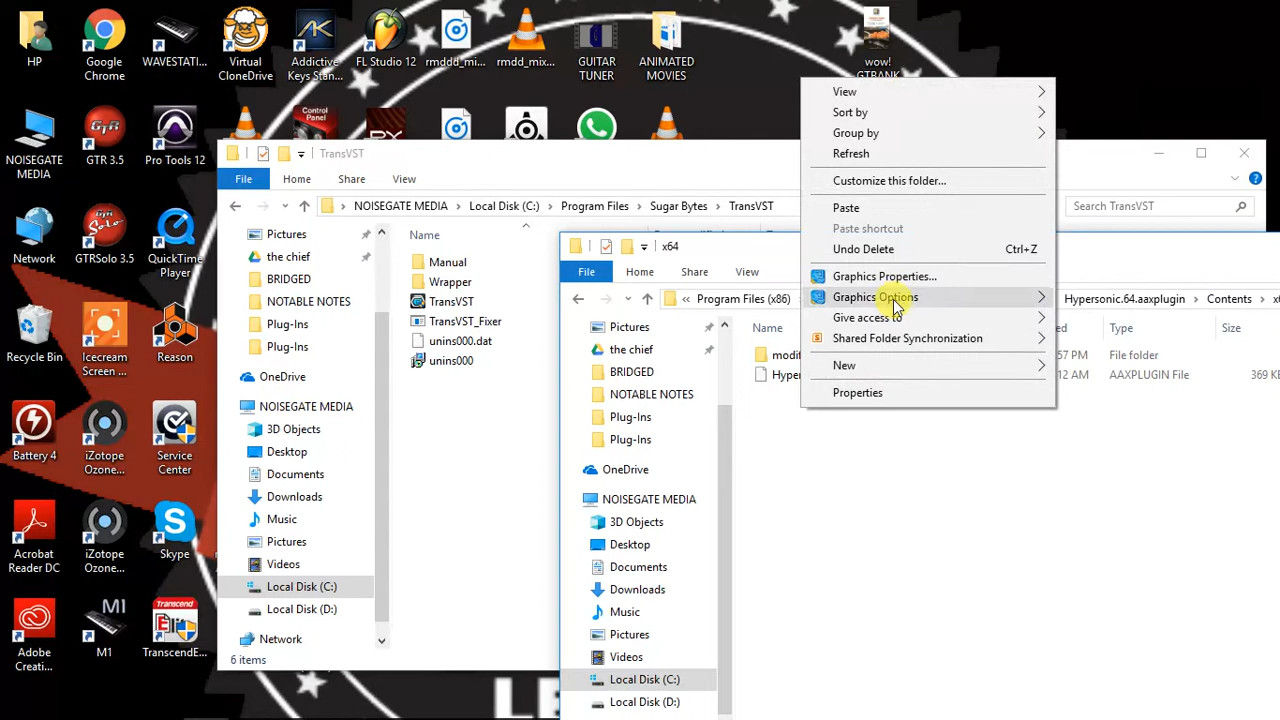 HP
Google
Chrome
WAVESTATI...
Virtual
CloneDrive
Addictive
Keys Stan...
FL Studio 12
rmddd_mi...
rmdd_mix...
GUITAR
TUNER
ANIMATED
MOVIES
wow!
GTBANK
NOISEGATE
MEDIA
GTR 3.5
Pro Tools 12
Control
Panel
Network
GTRSolo 3.5
QuickTime
Player
Recycle Bin
Icecream
Screen ...
Reason
Battery 4
iZotope
Ozone...
Service
Center
Acrobat
Reader DC
iZotope
Ozone...
Skype
Adobe
Creati...
M1
M1
Transcend
TranscendE...
TransVST
File
Home
Share
View
NOISEGATE MEDIA
Local Disk (C:)
Program Files
Sugar Bytes
TransVST
Search TransVST
Pictures
the chief
BRIDGED
NOTABLE NOTES
Plug-Ins
Plug-Ins
OneDrive
NOISEGATE MEDIA
3D Objects
Desktop
Documents
Downloads
Music
Pictures
Videos
Local Disk (C:)
Local Disk (D:)
Network
6 items
Name
Manual
Wrapper
TransVST
TransVST_Fixer
unins000.dat
unins000
x64
File
Home
Share
View
« Program Files (x86)
Hypersonic.64.aaxplugin
Contents
Pictures
the chief
BRIDGED
NOTABLE NOTES
Plug-Ins
Plug-Ins
OneDrive
NOISEGATE MEDIA
3D Objects
Desktop
Documents
Downloads
Music
Pictures
Videos
Local Disk (C:)
Local Disk (D:)
Name
Type
Size
57 PM
File folder
12 AM
AAXPLUGIN File
369 K
View
Sort by
Group by
Refresh
Customize this folder...
Paste
Paste shortcut
Undo Delete Ctrl+Z
Graphics Properties...
Graphics Options
Give access to
Shared Folder Synchronization
New
Properties